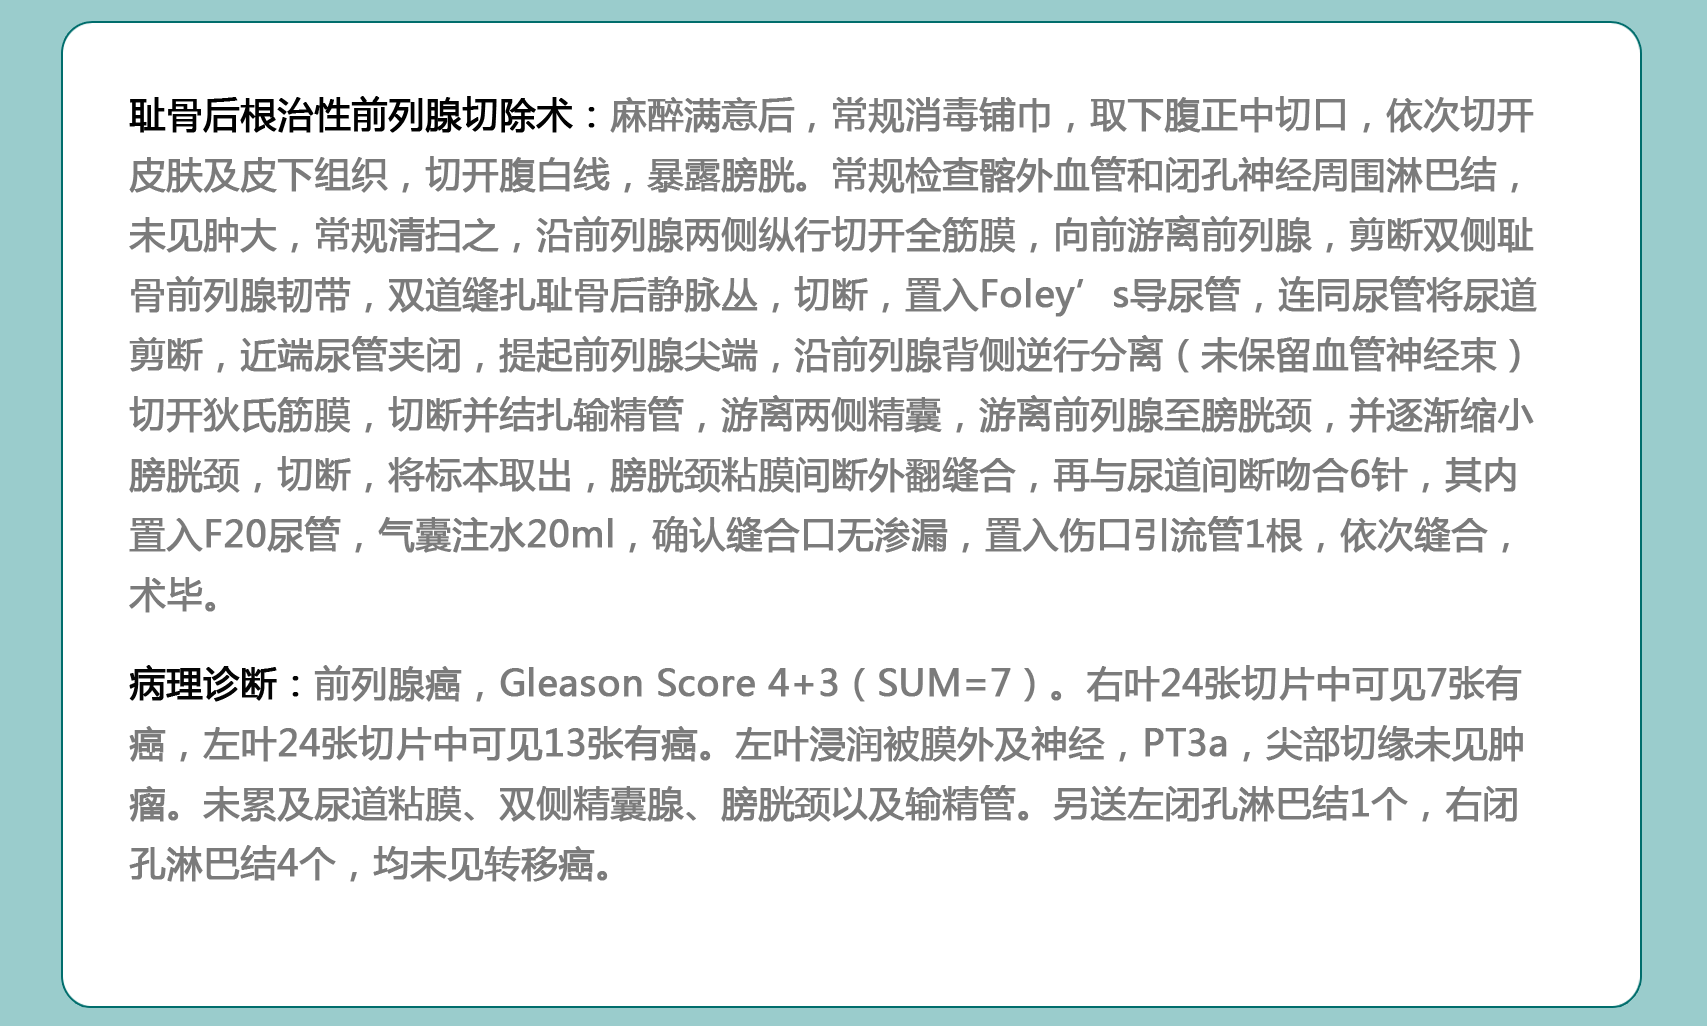 耻骨后根治性前列腺切除术：麻醉满意后，常规消毒铺巾，取下腹正中切口，依次切开
皮肤及皮下组织，切开腹白线，暴露膀胱。常规检查髂外血管和闭孔神经周围淋巴结，
未见肿大，常规清扫之，沿前列腺两侧纵行切开全筋膜，向前游离前列腺，剪断双侧耻
骨前列腺韧带，双道缝扎耻骨后静脉丛，切断，置入Foley’s导尿管，连同尿管将尿道
剪断，近端尿管夹闭，提起前列腺尖端，沿前列腺背侧逆行分离（未保留血管神经束）
切开狄氏筋膜，切断并结扎输精管，游离两侧精囊，游离前列腺至膀胱颈，并逐渐缩小
膀胱颈，切断，将标本取出，膀胱颈粘膜间断外翻缝合，再与尿道间断吻合6针，其内
置入F20尿管，气囊注水20ml，确认缝合口无渗漏，置入伤口引流管1根，依次缝合，
术毕。
病理诊断：前列腺癌，Gleason Score 4+3（SUM=7）。右叶24张切片中可见7张有
癌，左叶24张切片中可见13张有癌。左叶浸润被膜外及神经，PT3a，尖部切缘未见肿
瘤。未累及尿道粘膜、双侧精囊腺、膀胱颈以及输精管。另送左闭孔淋巴结1个，右闭
孔淋巴结4个，均未见转移癌。